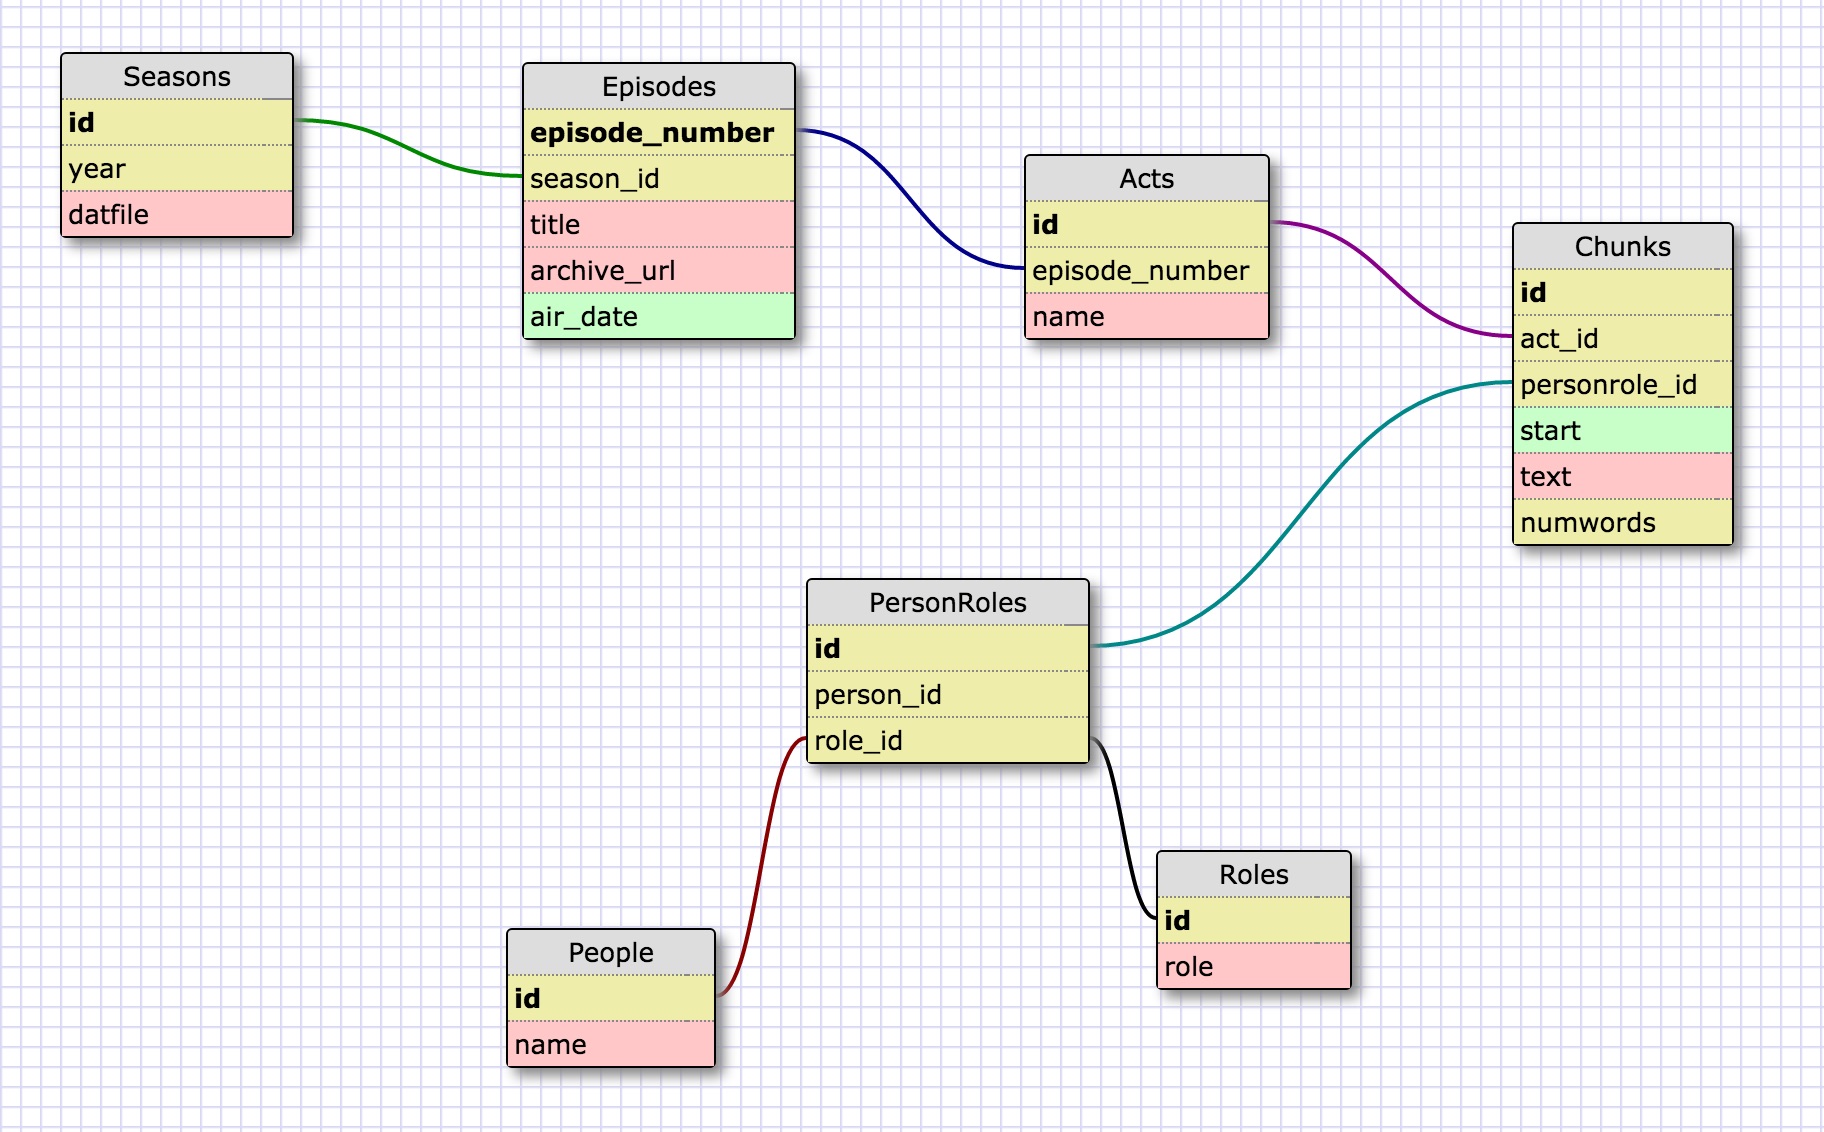 Seasons
id
year
datfile
Episodes
episode_number
season_id
title
archive_url
air_date
Acts
id
episode_number
name
Chunks
id
act_id
personrole_id
start
text
numwords
PersonRoles
id
person_id
role_id
Roles
id
role
People
id
name